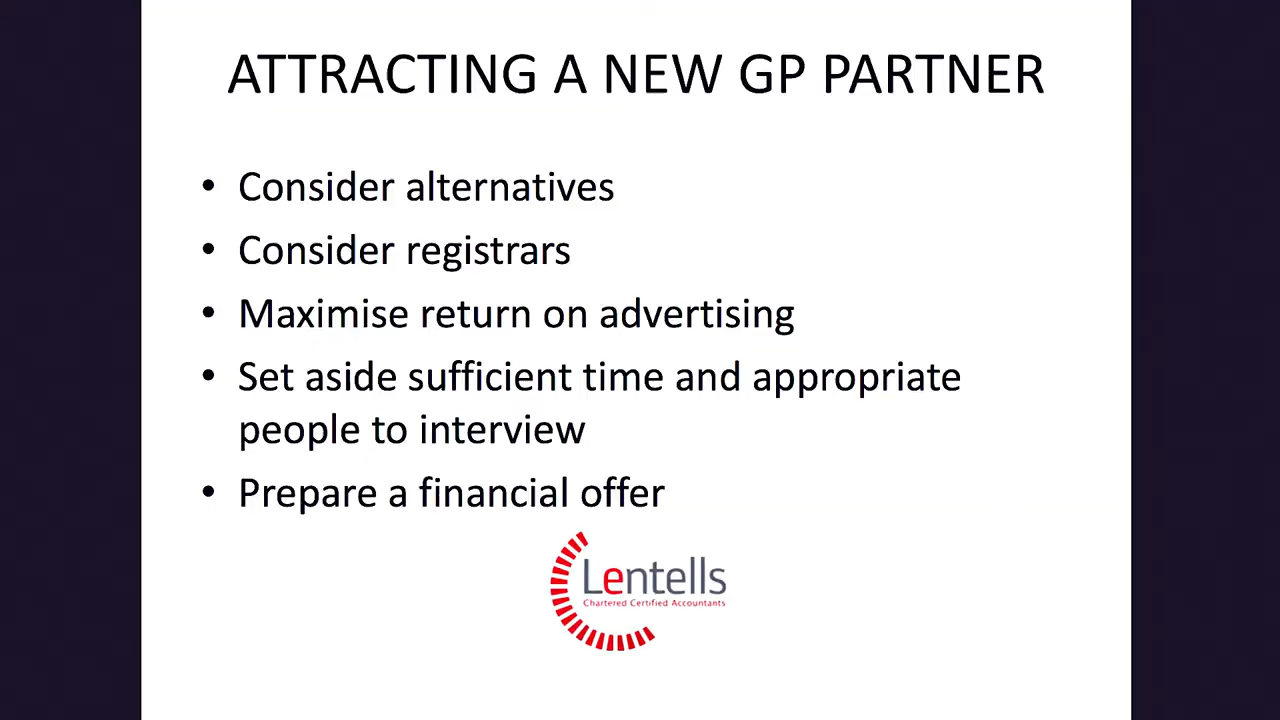 ATTRACTING A NEW GP PARTNER
• Consider alternatives
• Consider registrars
• Maximise return on advertising
• Set aside sufficient time and appropriate
people to interview
• Prepare a financial offer
Lentells
Chartered Certified Accountants